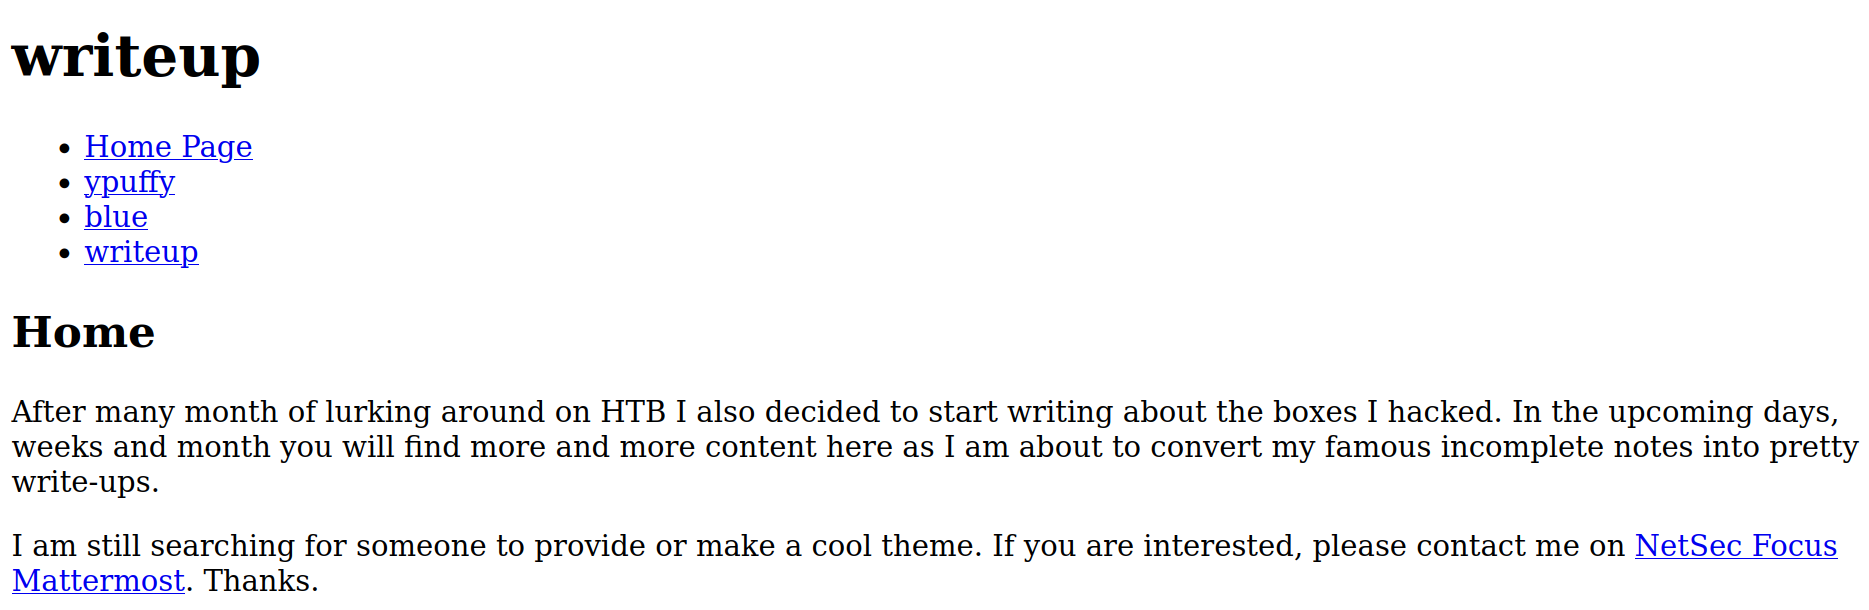 writeup
Home Page
ypuffy
blue
writeup
Home
After many month of lurking around on HTB I also decided to start writing about the boxes I hacked. In the upcoming days,
weeks and month you will find more and more content here as I am about to convert my famous incomplete notes into pretty
write-ups.
I am still searching for someone to provide or make a cool theme. If you are interested, please contact me on NetSec Focus
Mattermost. Thanks.